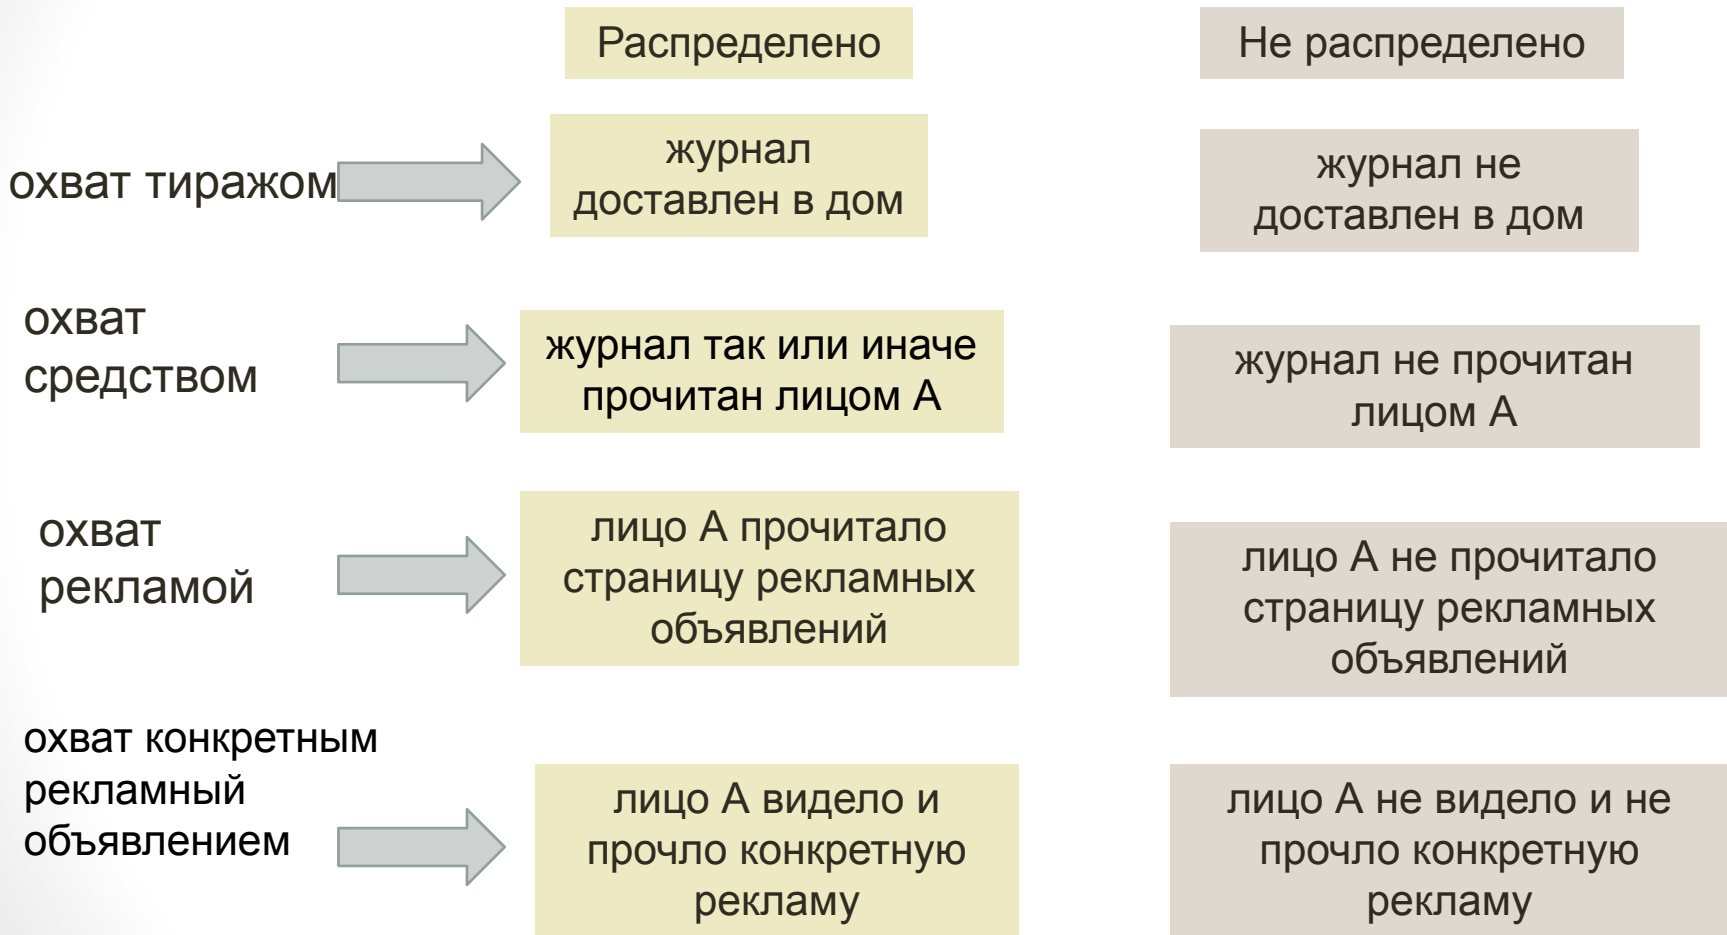 Распределено
Не распределено
охват тиражом
журнал
доставлен в дом
журнал не
доставлен в дом
охват
средством
журнал так или иначе
прочитан лицом А
журнал не прочитан
лицом А
охват
рекламой
лицо А прочитало
страницу рекламных
объявлений
лицо А не прочитало
страницу рекламных
объявлений
охват конкретным
рекламный
объявлением
лицо А видело и
прочло конкретную
рекламу
лицо А не видело и не
прочло конкретную
рекламу